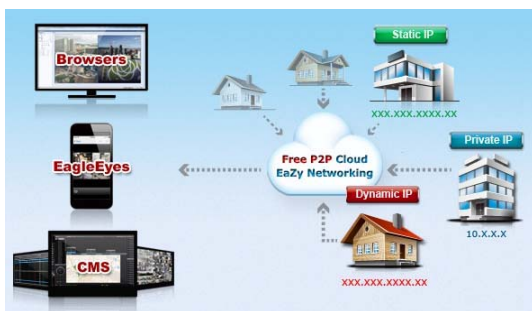 Browsers
Static IP
xxx.xxx.xxxx.xx
EagleEyes
Free P2P Cloud
EaZy Networking
Private IP
10.X.X.X
Dynamic IP
CMS
xxx.xxx.xxxx.xx